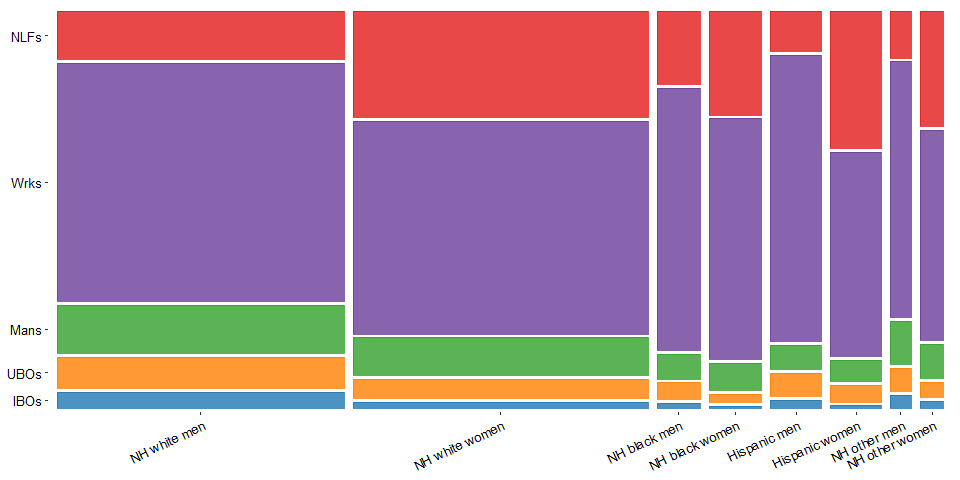 NLFs
Wrks
Mans
UBOs
IBOs
NH white men
NH white women
NH black men
NH black women
Hispanic men
Hispanic women
NH other men
NH other women